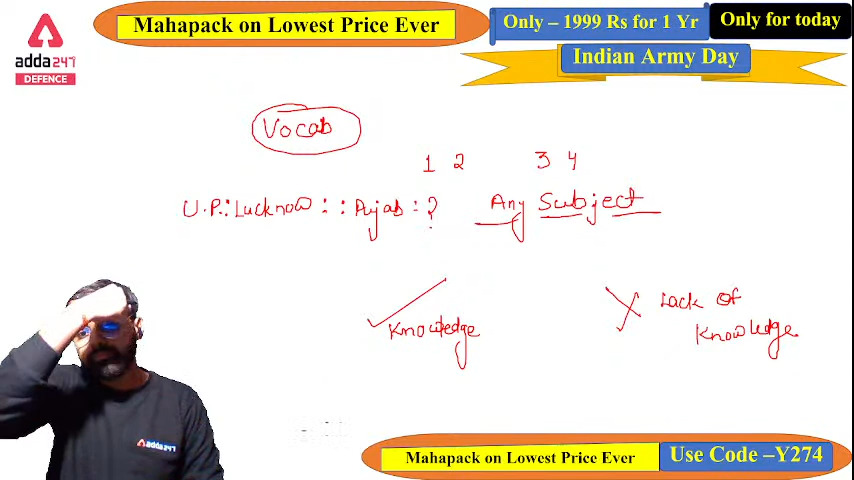 Mahapack on Lowest Price Ever
Only – 1999 Rs for 1 Yr
Only for today
Indian Army Day
adda247
DEFENCE
Vocab
1 2 3 4
U.P.:Lucknow : : Pujab : ?
Any Subject
Knowledge
Lack of
Knowledge
adda247
Mahapack on Lowest Price Ever
Use Code –Y274